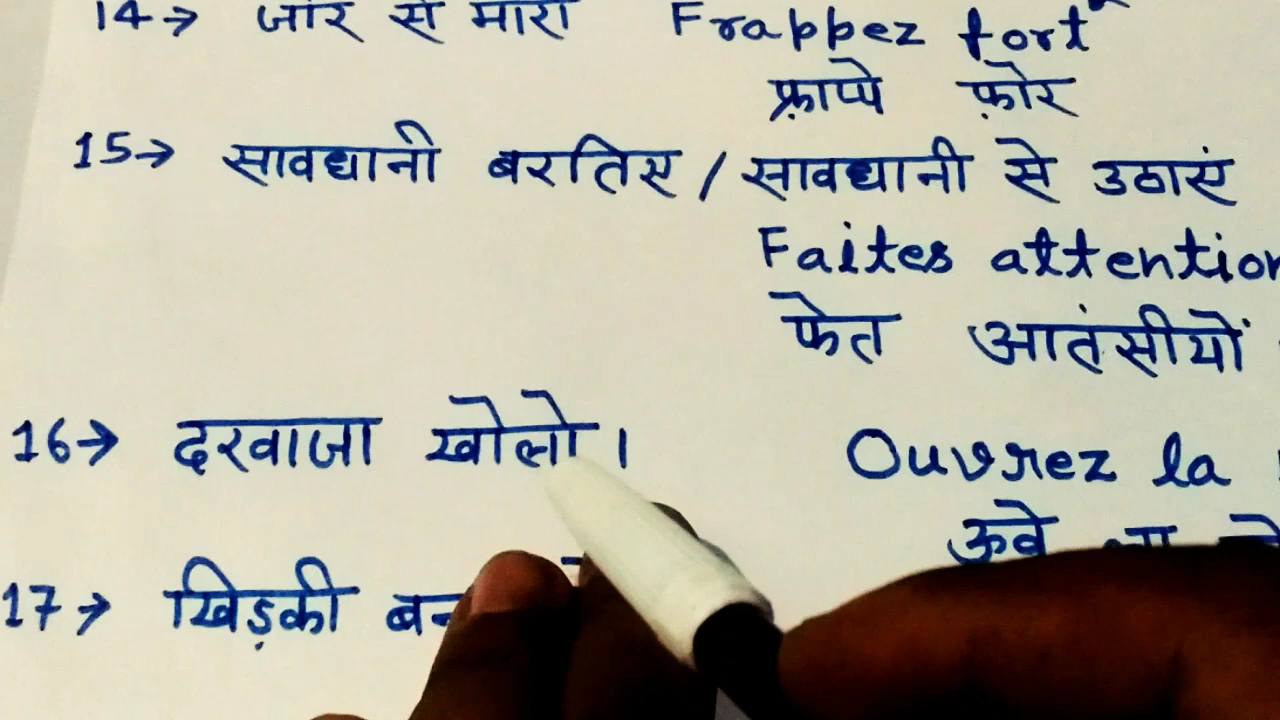 14→ जोर से मारो Frappez fort
फ़्राप्पे फ़ोर
15→ सावधानी बरतिए / सावधानी से उठाएं
Faites attention
फेत आतंसीयों
16→ दरवाजा खोलो। Ouvrez la
ऊवे
17→ खिड़की